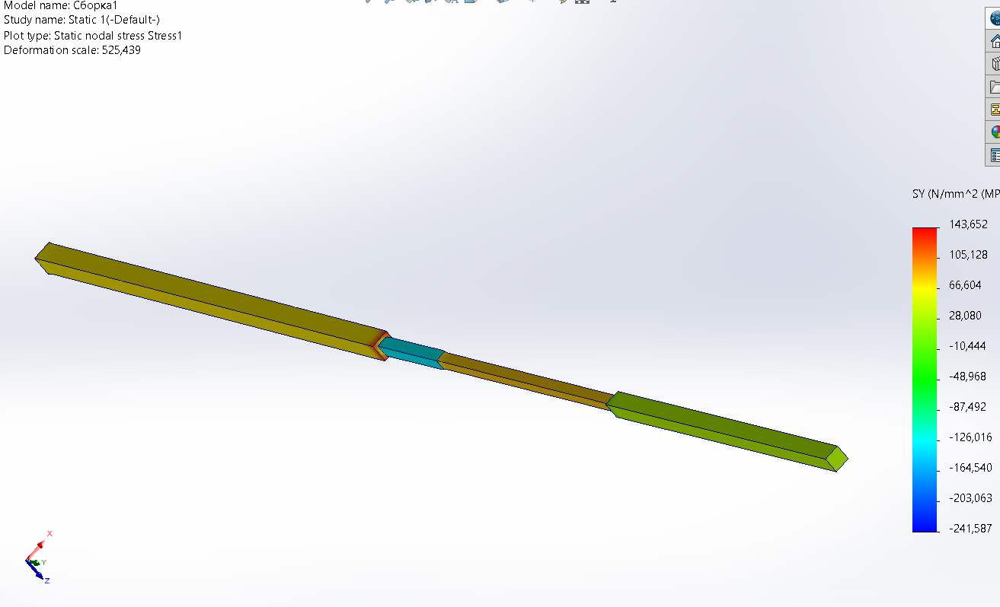 Model name: Сборка1
Study name: Static 1(-Default-)
Plot type: Static nodal stress Stress1
Deformation scale: 525,439
SY (N/mm^2 (MP
143,652
105,128
66,604
28,080
-10,444
-48,968
-87,492
-126,016
-164,540
-203,063
-241,587
X
Y
Z